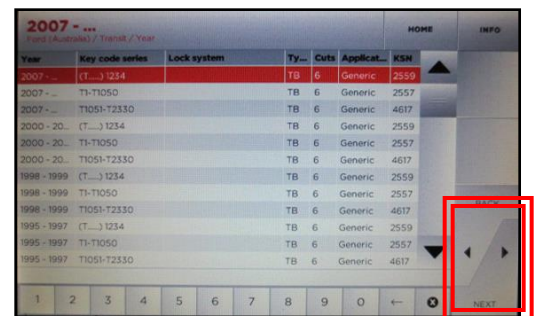 2007 - ...
Ford (Australia) / Transit / Year
HOME
INFO
Year Key code series Lock system Ty... Cuts Applicat... KSN
2007 - ... (T.....) 1234 TB 6 Generic 2559
2007 - ... T1-T1050 TB 6 Generic 2557
2007 - ... T1051-T2330 TB 6 Generic 4617
2000 - 20... (T.....) 1234 TB 6 Generic 2559
2000 - 20... T1-T1050 TB 6 Generic 2557
2000 - 20... T1051-T2330 TB 6 Generic 4617
1998 - 1999 (T.....) 1234 TB 6 Generic 2559
1998 - 1999 T1-T1050 TB 6 Generic 2557
1998 - 1999 T1051-T2330 TB 6 Generic 4617
1995 - 1997 (T.....) 1234 TB 6 Generic 2559
1995 - 1997 T1-T1050 TB 6 Generic 2557
1995 - 1997 T1051-T2330 TB 6 Generic 4617
BACK
NEXT
1 2 3 4 5 6 7 8 9 0 ←